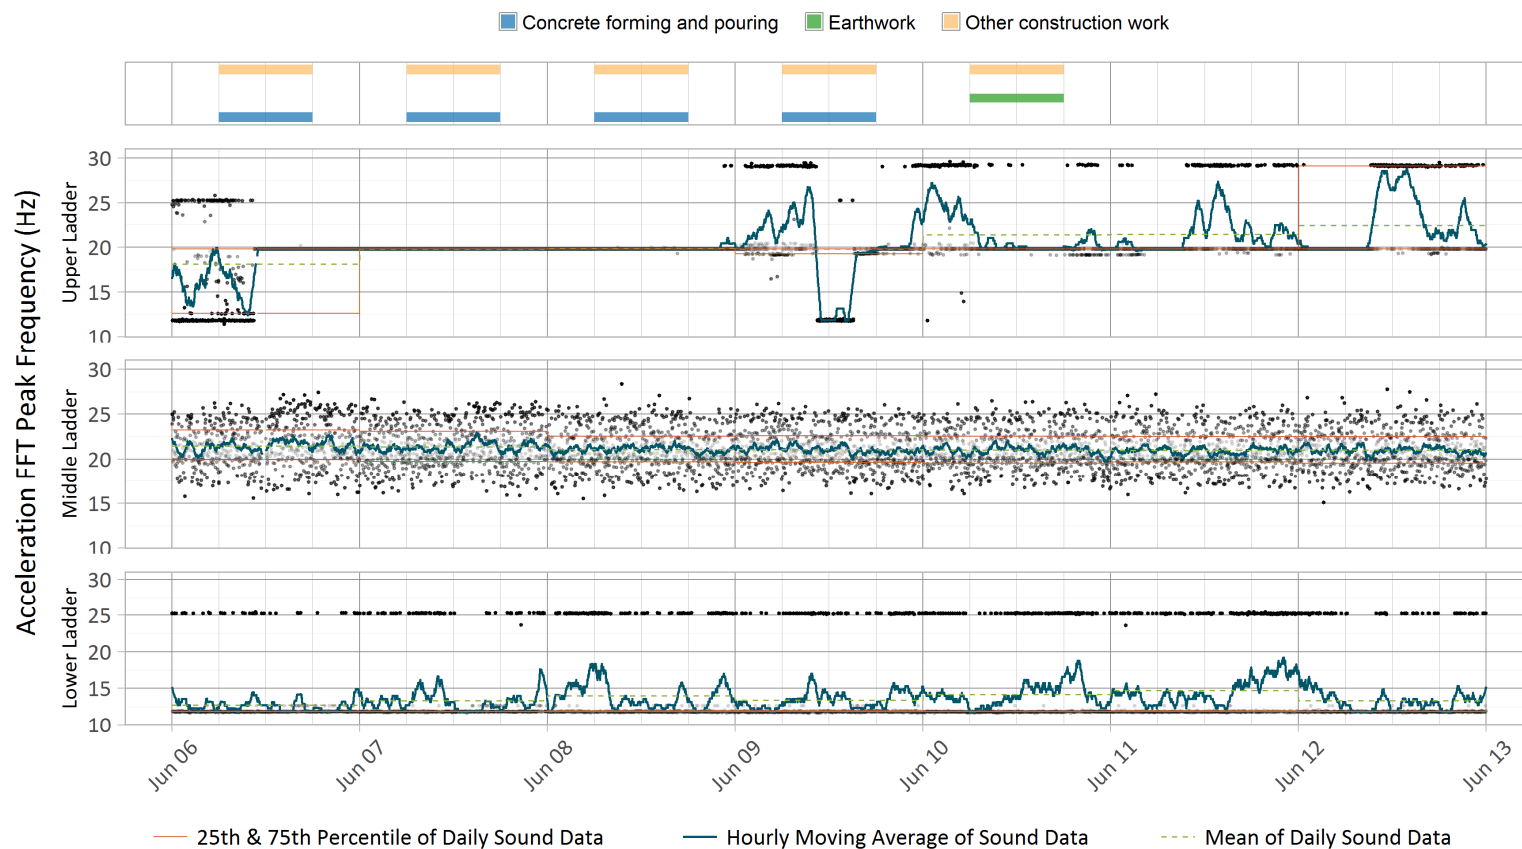 Concrete forming and pouring Earthwork Other construction work
Acceleration FFT Peak Frequency (Hz)
Upper Ladder
30
25
20
15
10
Middle Ladder
30
25
20
15
10
Lower Ladder
30
25
20
15
10
Jun 06 Jun 07 Jun 08 Jun 09 Jun 10 Jun 11 Jun 12 Jun 13
25th & 75th Percentile of Daily Sound Data Hourly Moving Average of Sound Data Mean of Daily Sound Data